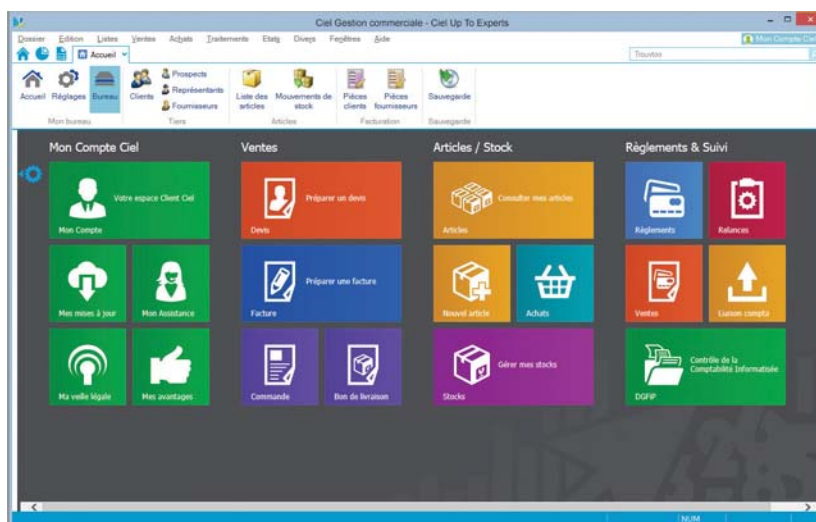 Ciel Gestion commerciale - Ciel Up To Experts
Dossier Edition Listes Ventes Achats Traitements Etats Divers Fenêtres Aide
Mon Compte Ciel
Accueil
Trouvtoo
Accueil Réglages Bureau
Clients
Prospects
Représentants
Fournisseurs
Liste des articles
Mouvements de stock
Pièces clients
Pièces fournisseurs
Sauvegarde
Mon bureau Tiers Articles Facturation Sauvegarde
Mon Compte Ciel
Votre espace Client Ciel
Mon Compte
Mes mises à jour
Mon Assistance
Ma veille légale
Mes avantages
Ventes
Préparer un devis
Devis
Préparer une facture
Facture
Commande
Bon de livraison
Articles / Stock
Consulter mes articles
Articles
Nouvel article
Achats
Gérer mes stocks
Stocks
Règlements & Suivi
Règlements
Relances
Ventes
Liaison compta
Contrôle de la
Comptabilité Informatisée
DGFiP
NUM